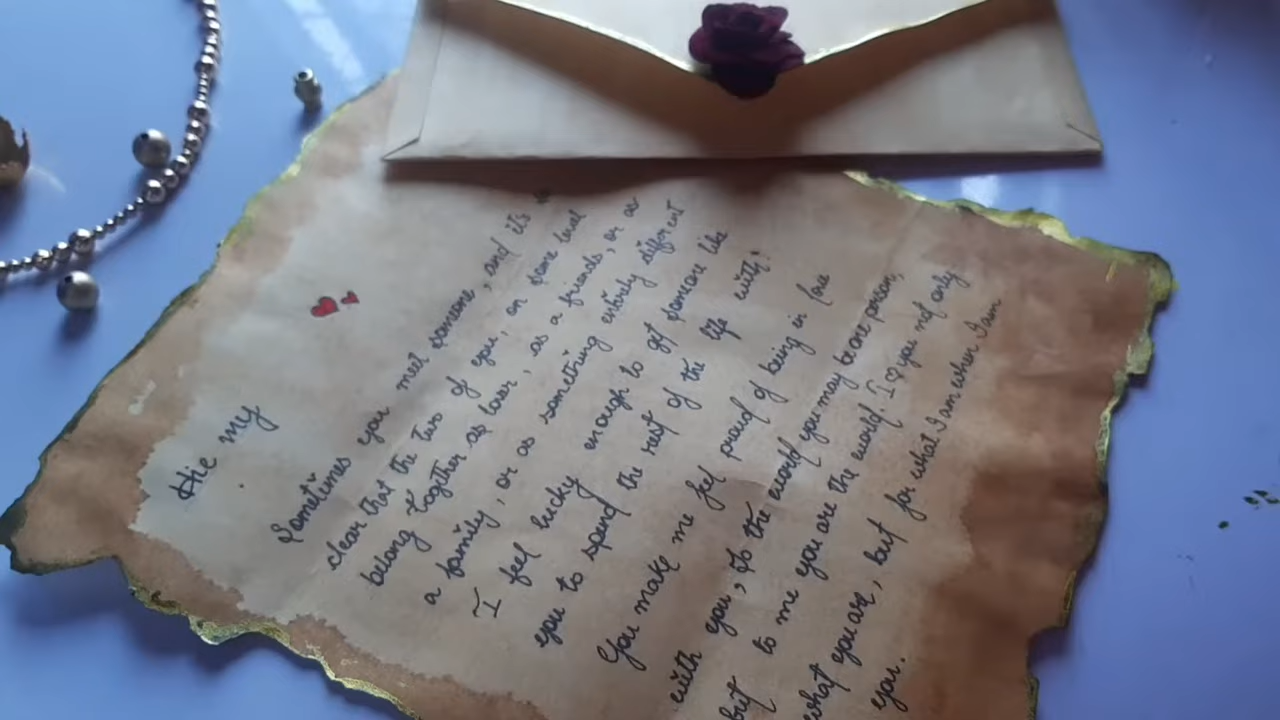 Hie my
Sometimes you meet someone, and its
clear that the two of you, on some level
belong together as lover, as a friends, or as
a family, or as something entirely different
I feel lucky enough to get someone like
you to spend the rest of the life with!
You make me feel proud of being in love
with you, to the world you may be one person,
but to me you are the world. I ♡ you not only
what you are, but for what I am when I am
you.